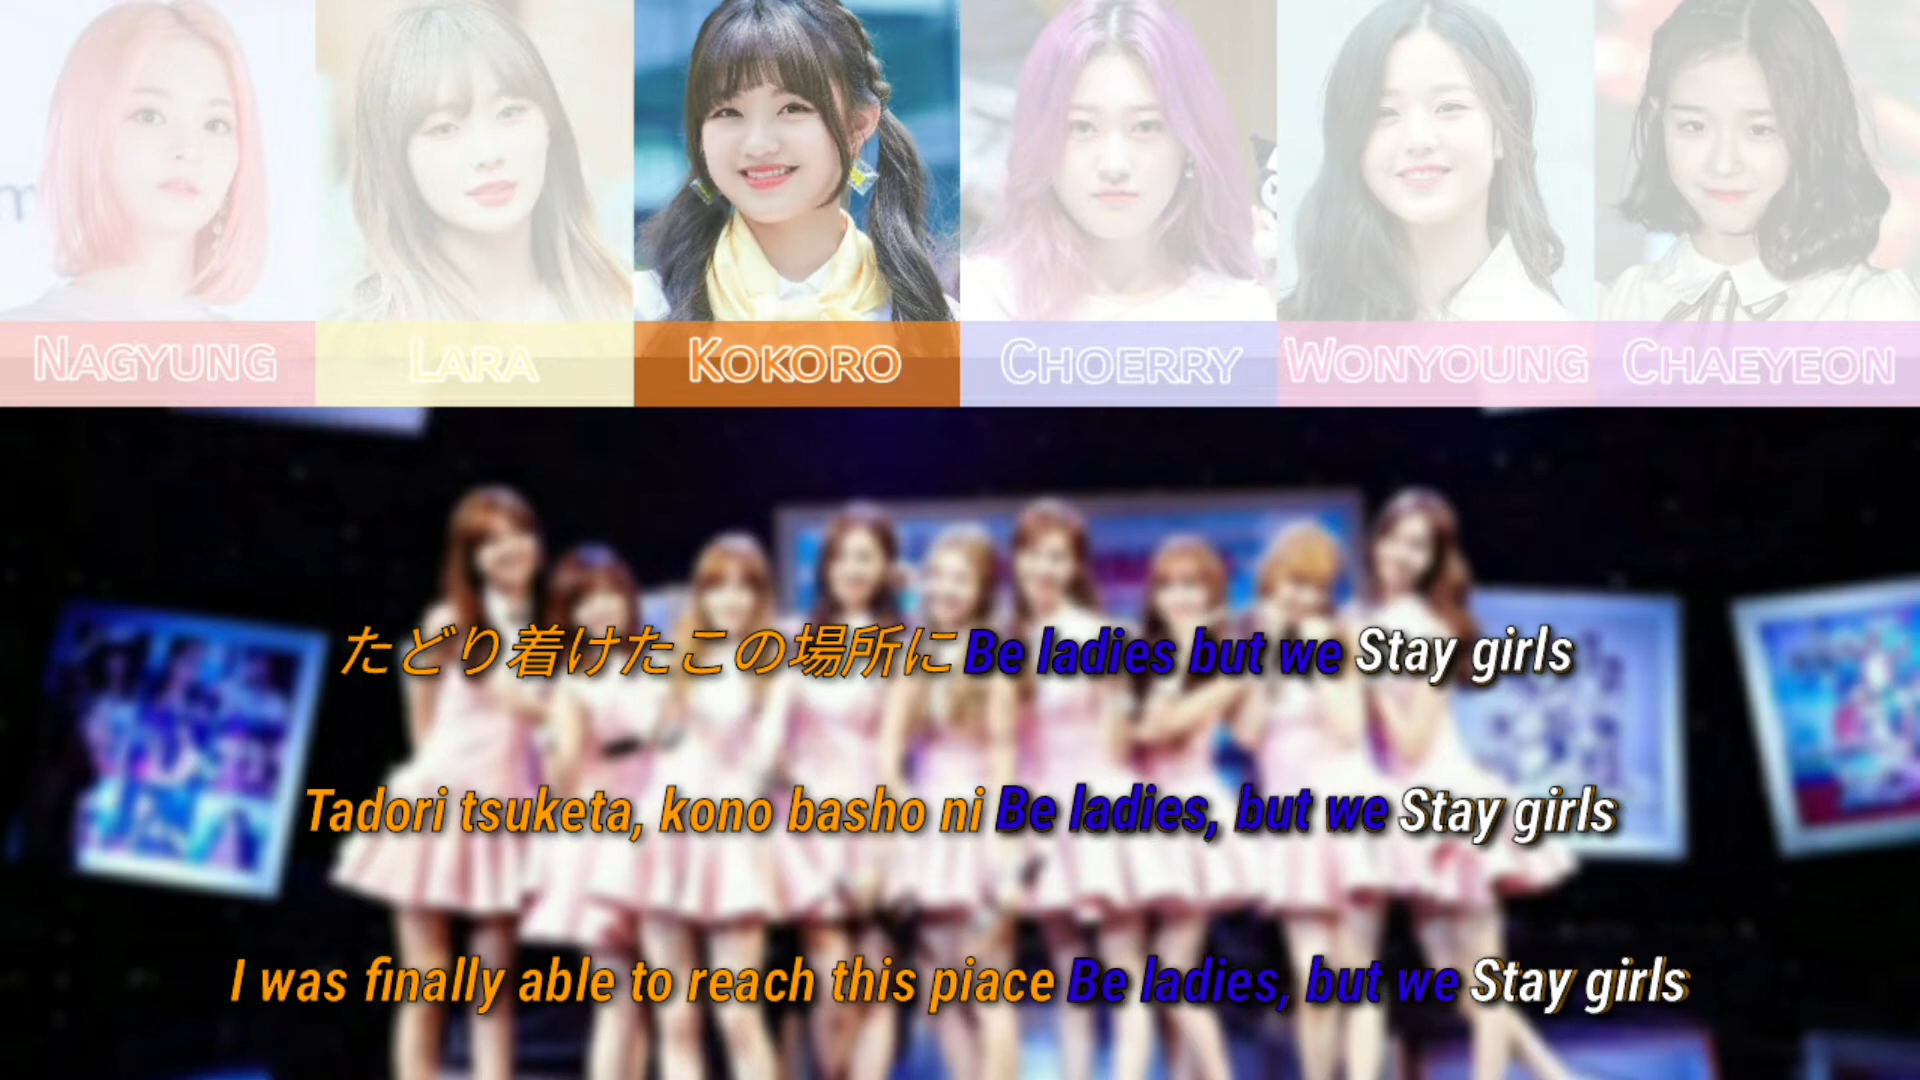 NAGYUNG LARA KOKORO CHOERRY WONYOUNG CHAEYEON
たどり着けたこの場所に Be ladies but we Stay girls
Tadori tsuketa, kono basho ni Be ladies, but we Stay girls
I was finally able to reach this piace Be ladies, but we Stay girls